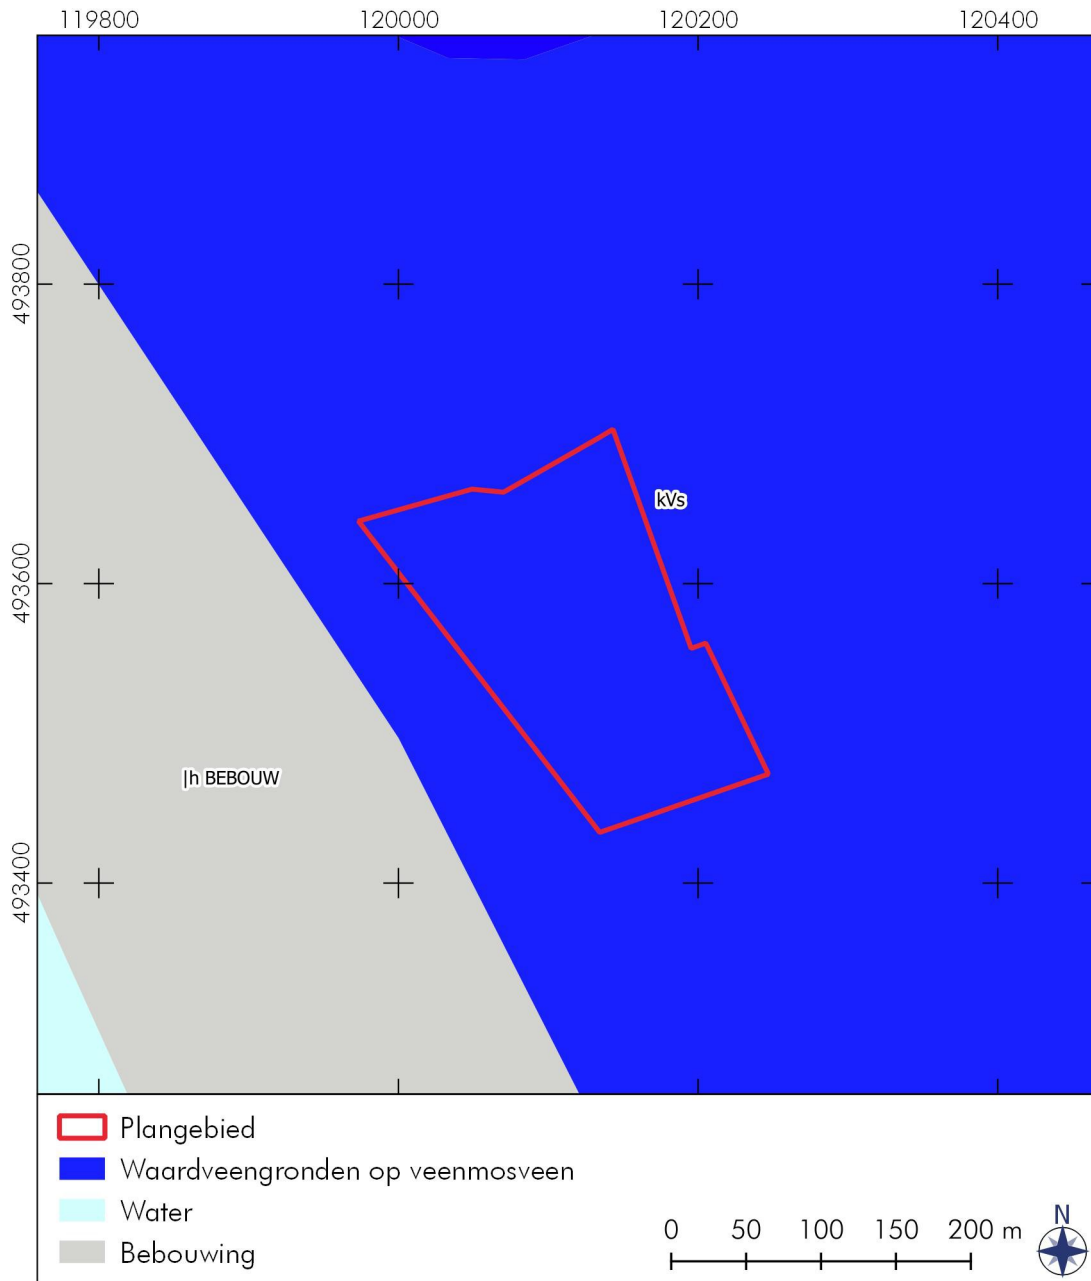 119800 120000 120200 120400
493800
kVs
493600
|h BEBOUW
493400
Plangebied
Waardveengronden op veenmosveen
Water
Bebouwing
0 50 100 150 200 m
N